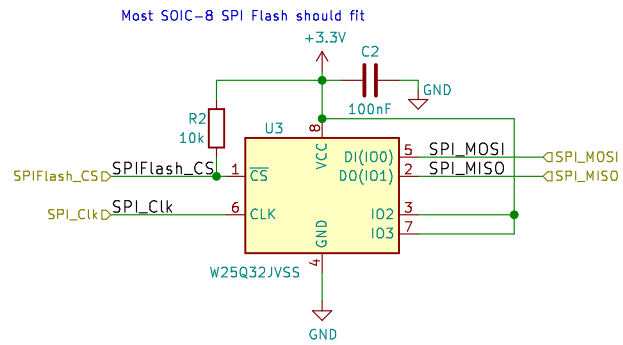 Most SOIC-8 SPI Flash should fit
+3.3V
C2
GND
100nF
R2
10k
U3
8
VCC
SPIFlash_CS
SPIFlash_CS
1
CS
DI(IO0)
5
SPI_MOSI
SPI_MOSI
DO(IO1)
2
SPI_MISO
SPI_MISO
SPI_Clk
SPI_Clk
6
CLK
IO2
3
IO3
7
GND
4
W25Q32JVSS
GND